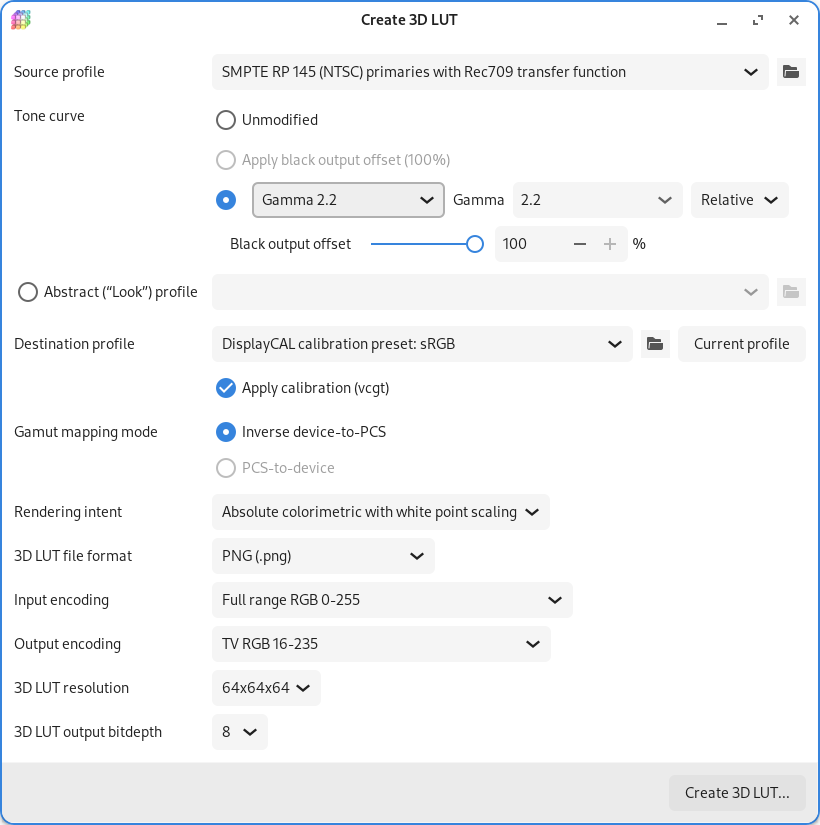 Create 3D LUT
Source profile SMPTE RP 145 (NTSC) primaries with Rec709 transfer function
Tone curve Unmodified
Apply black output offset (100%)
Gamma 2.2 Gamma 2.2 Relative
Black output offset 100 %
Abstract (“Look”) profile
Destination profile DisplayCAL calibration preset: sRGB Current profile
Apply calibration (vcgt)
Gamut mapping mode Inverse device-to-PCS
PCS-to-device
Rendering intent Absolute colorimetric with white point scaling
3D LUT file format PNG (.png)
Input encoding Full range RGB 0-255
Output encoding TV RGB 16-235
3D LUT resolution 64x64x64
3D LUT output bitdepth 8
Create 3D LUT...